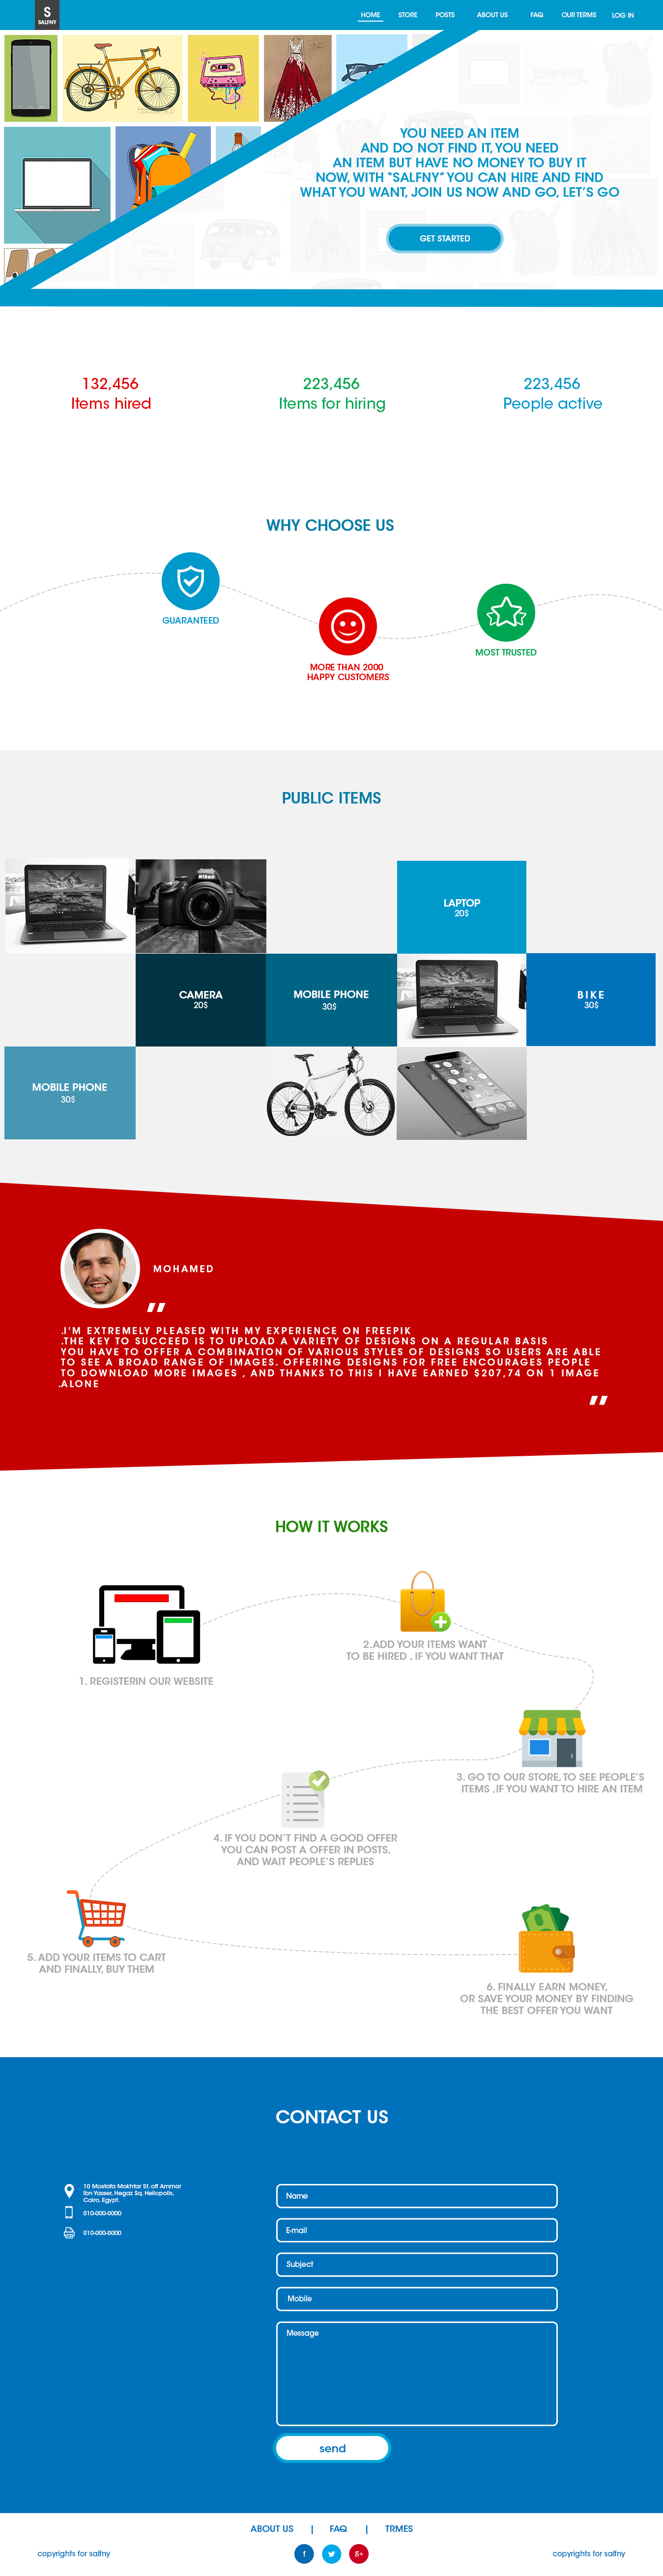 S
SALFNY
HOME STORE POSTS ABOUT US FAQ OUR TERMS LOG IN
YOU NEED AN ITEM
AND DO NOT FIND IT, YOU NEED
AN ITEM BUT HAVE NO MONEY TO BUY IT
NOW, WITH “SALFNY” YOU CAN HIRE AND FIND
WHAT YOU WANT, JOIN US NOW AND GO, LET'S GO
GET STARTED
132,456
Items hired
223,456
Items for hiring
223,456
People active
WHY CHOOSE US
GUARANTEED
MORE THAN 2000
HAPPY CUSTOMERS
MOST TRUSTED
PUBLIC ITEMS
Nikon
LAPTOP
20$
CAMERA
20$
MOBILE PHONE
30$
BIKE
30$
MOBILE PHONE
30$
MOHAMED
.I'M EXTREMELY PLEASED WITH MY EXPERIENCE ON FREEPIK
.THE KEY TO SUCCEED IS TO UPLOAD A VARIETY OF DESIGNS ON A REGULAR BASIS
YOU HAVE TO OFFER A COMBINATION OF VARIOUS STYLES OF DESIGNS SO USERS ARE ABLE
TO SEE A BROAD RANGE OF IMAGES. OFFERING DESIGNS FOR FREE ENCOURAGES PEOPLE
TO DOWNLOAD MORE IMAGES , AND THANKS TO THIS I HAVE EARNED $207,74 ON 1 IMAGE
.ALONE
HOW IT WORKS
1. REGISTERIN OUR WEBSITE
2.ADD YOUR ITEMS WANT
TO BE HIRED , IF YOU WANT THAT
3. GO TO OUR STORE, TO SEE PEOPLE'S
ITEMS ,IF YOU WANT TO HIRE AN ITEM
4. IF YOU DON'T FIND A GOOD OFFER
YOU CAN POST A OFFER IN POSTS,
AND WAIT PEOPLE'S REPLIES
5. ADD YOUR ITEMS TO CART
AND FINALLY, BUY THEM
6. FINALLY EARN MONEY,
OR SAVE YOUR MONEY BY FINDING
THE BEST OFFER YOU WANT
CONTACT US
10 Mostafa Mokhtar St. off Ammar
Ibn Yasser, Hegaz Sq. Heliopolis,
Cairo, Egypt.
010-000-0000
010-000-0000
Name
E-mail
Subject
Mobile
Message
send
ABOUT US | FAQ | TRMES
copyrights for salfny
f
g+
copyrights for salfny